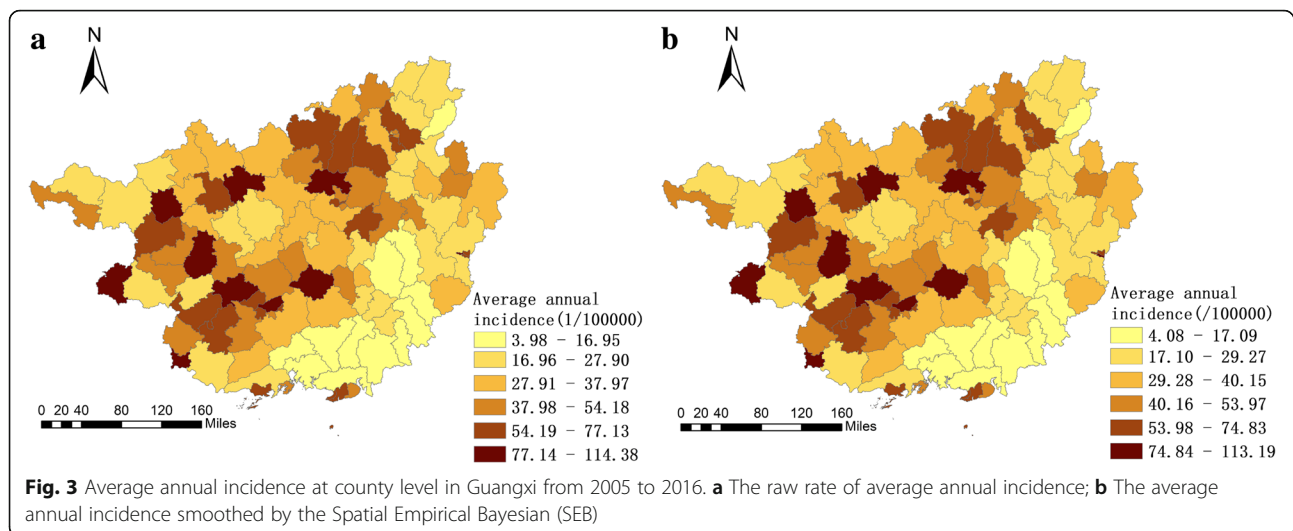 a
N
Average annual
incidence(1/100000)
3.98 - 16.95
16.96 - 27.90
27.91 - 37.97
37.98 - 54.18
54.19 - 77.13
77.14 - 114.38
0 20 40 80 120 160
Miles
b
N
Average annual
incidence(/100000)
4.08 - 17.09
17.10 - 29.27
29.28 - 40.15
40.16 - 53.97
53.98 - 74.83
74.84 - 113.19
0 20 40 80 120 160
Miles
Fig. 3 Average annual incidence at county level in Guangxi from 2005 to 2016. a The raw rate of average annual incidence; b The average
annual incidence smoothed by the Spatial Empirical Bayesian (SEB)